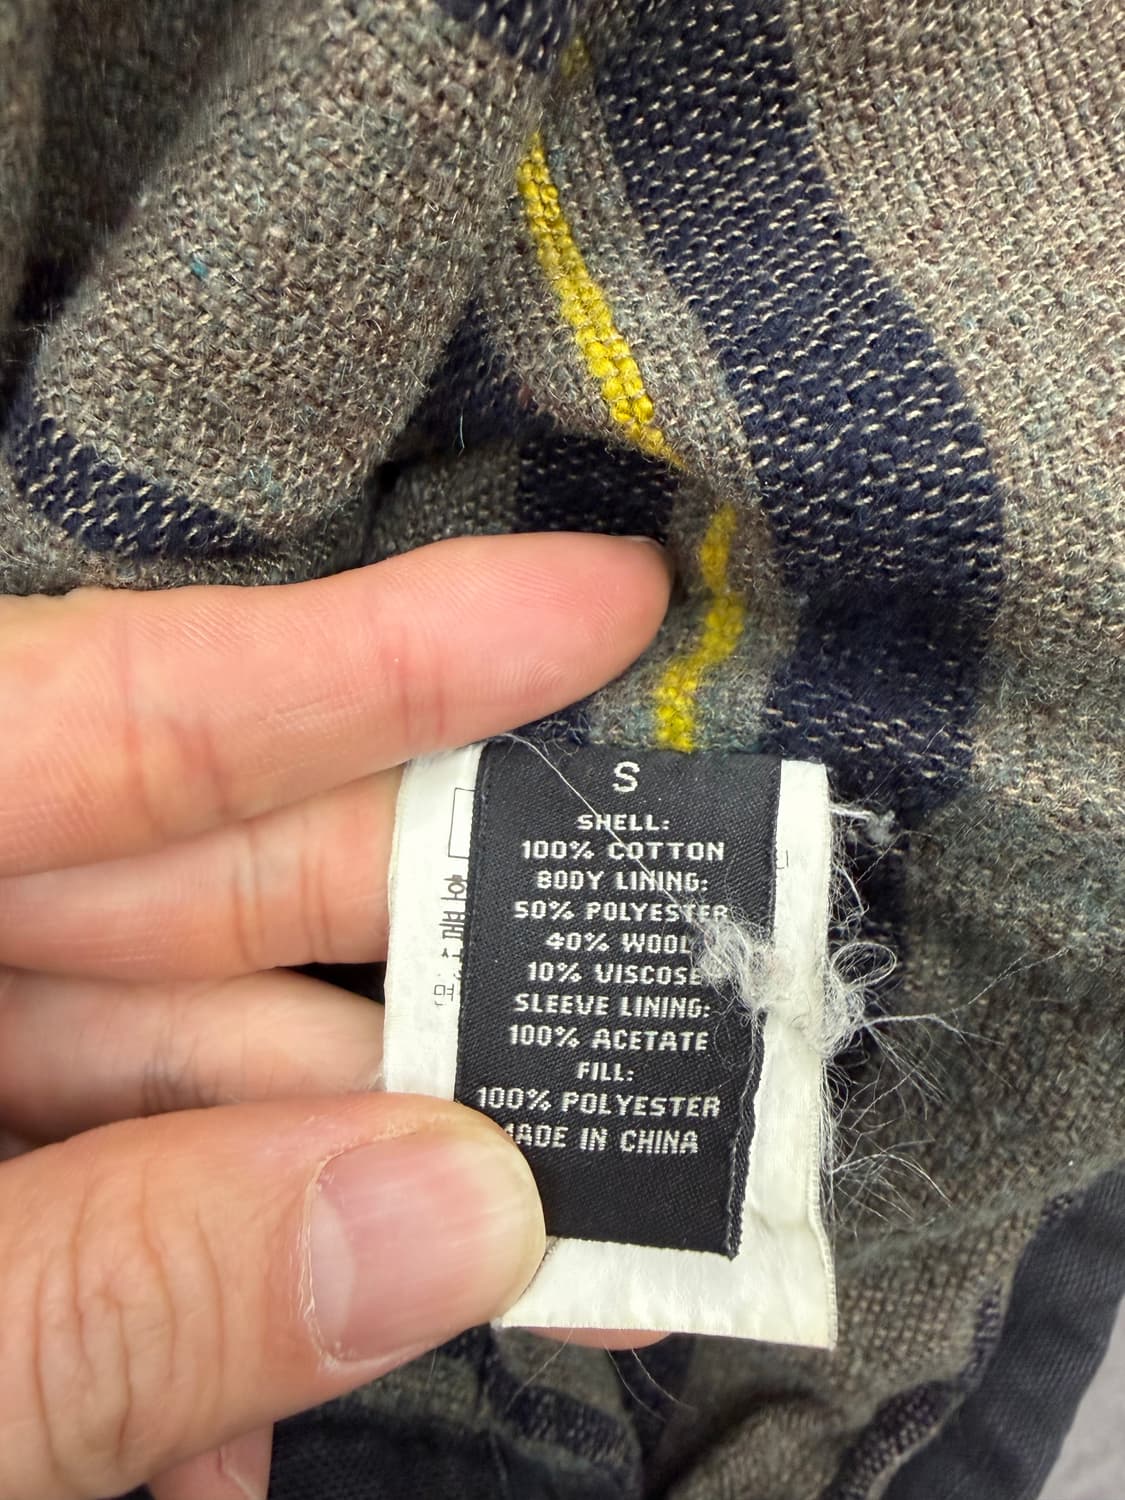 S
SHELL:
100% COTTON
BODY LINING:
50% POLYESTER
40% WOOL
10% VISCOSE
SLEEVE LINING:
100% ACETATE
FILL:
100% POLYESTER
MADE IN CHINA